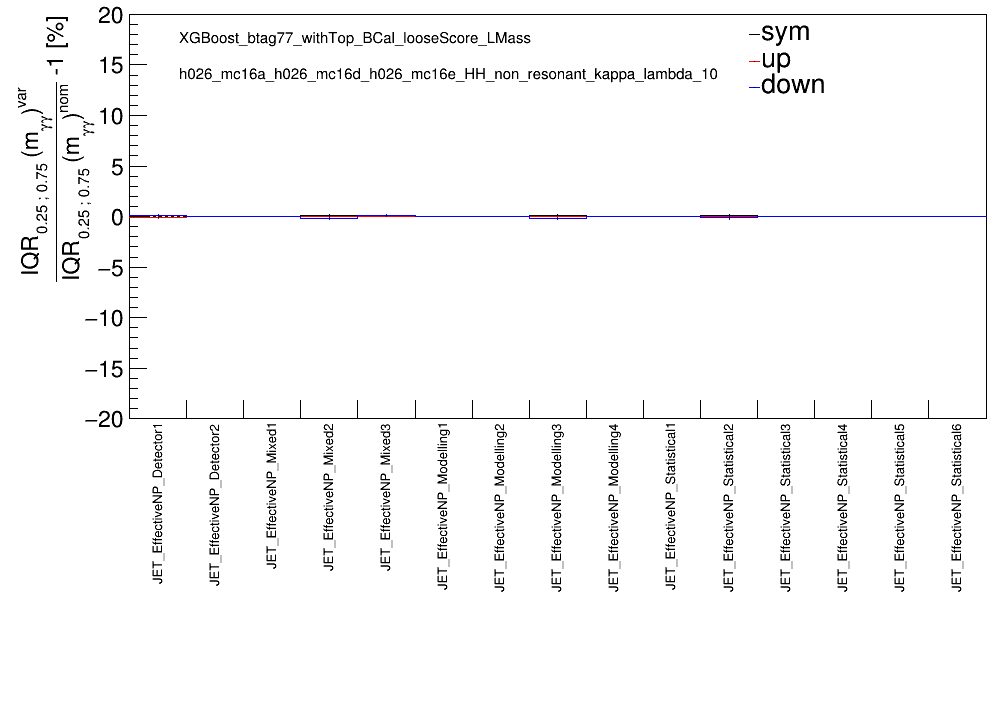 XGBoost_btag77_withTop_BCal_looseScore_LMass
h026_mc16a_h026_mc16d_h026_mc16e_HH_non_resonant_kappa_lambda_10
sym
up
down
IQR0.25 ; 0.75 (mγγ)var
IQR0.25 ; 0.75 (mγγ)nom
-1 [%]
20
15
10
5
0
−5
−10
−15
−20
JET_EffectiveNP_Detector1
JET_EffectiveNP_Detector2
JET_EffectiveNP_Mixed1
JET_EffectiveNP_Mixed2
JET_EffectiveNP_Mixed3
JET_EffectiveNP_Modelling1
JET_EffectiveNP_Modelling2
JET_EffectiveNP_Modelling3
JET_EffectiveNP_Modelling4
JET_EffectiveNP_Statistical1
JET_EffectiveNP_Statistical2
JET_EffectiveNP_Statistical3
JET_EffectiveNP_Statistical4
JET_EffectiveNP_Statistical5
JET_EffectiveNP_Statistical6